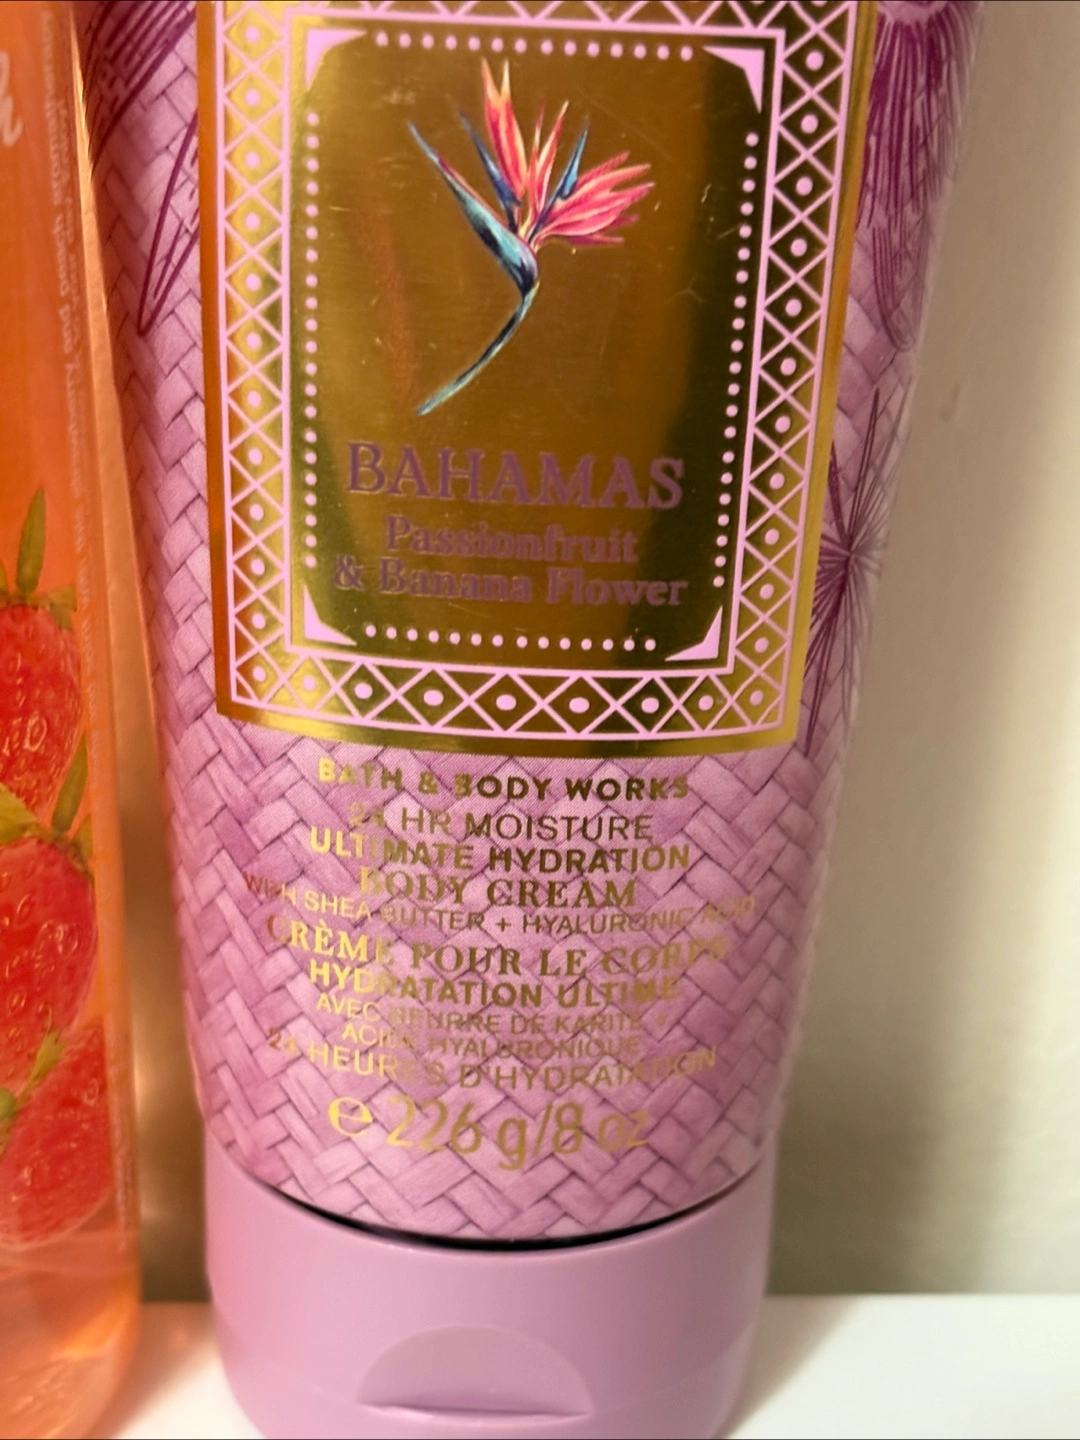 BAHAMAS
Passionfruit
& Banana Flower
BATH & BODY WORKS
24 HR MOISTURE
ULTIMATE HYDRATION
BODY CREAM
WITH SHEA BUTTER + HYALURONIC ACID
CRÈME POUR LE CORPS
HYDRATATION ULTIME
AVEC BEURRE DE KARITÉ +
ACIDE HYALURONIQUE
24 HEURES D'HYDRATATION
e 226 g/8 oz